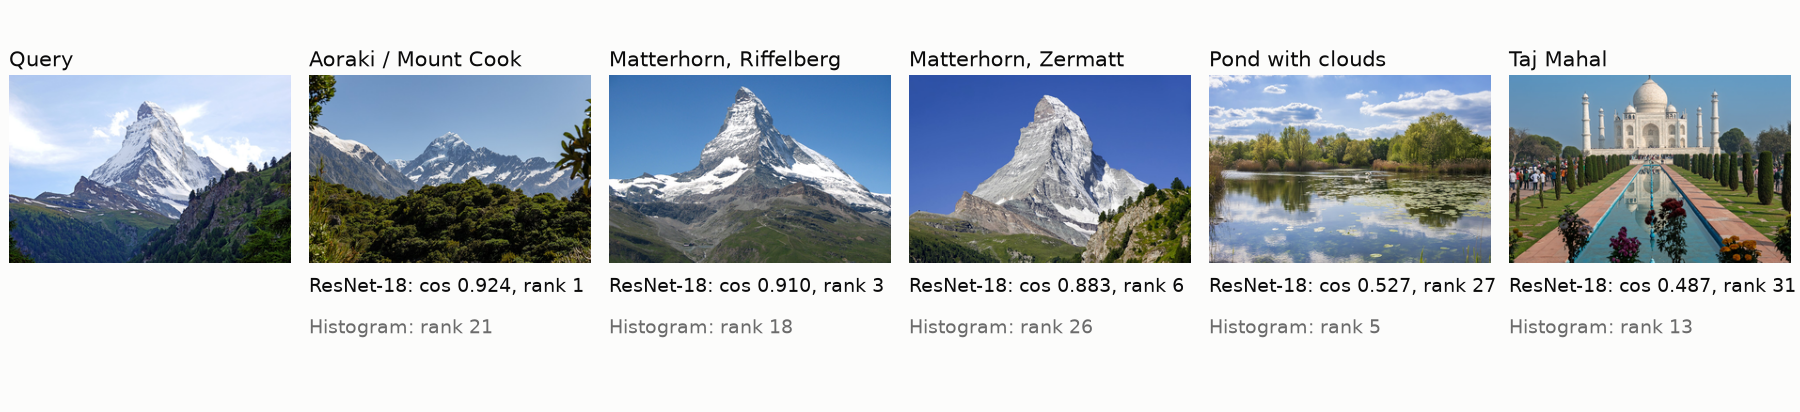 Query
Aoraki / Mount Cook
Matterhorn, Riffelberg
Matterhorn, Zermatt
Pond with clouds
Taj Mahal
ResNet-18: cos 0.924, rank 1
ResNet-18: cos 0.910, rank 3
ResNet-18: cos 0.883, rank 6
ResNet-18: cos 0.527, rank 27
ResNet-18: cos 0.487, rank 31
Histogram: rank 21
Histogram: rank 18
Histogram: rank 26
Histogram: rank 5
Histogram: rank 13